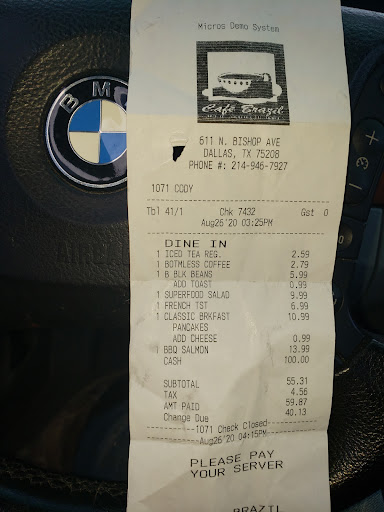 Micros Demo System
BMW
Café Brazil
611 N. BISHOP AVE
DALLAS, TX 75208
PHONE #: 214-946-7927
1071 CODY
Tbl 41/1 Chk 7432 Gst 0
Aug26'20 03:25PM
DINE IN
1 ICED TEA REG. 2.59
1 BOTMLESS COFFEE 2.79
1 B.BLK BEANS 5.99
ADD TOAST 0.99
1 SUPERFOOD SALAD 9.99
1 FRENCH TST 6.99
1 CLASSIC BRKFAST 10.99
PANCAKES
ADD CHEESE 0.99
1 BBQ SALMON 13.99
CASH 100.00
SUBTOTAL 55.31
TAX 4.56
AMT PAID 59.87
Change Due 40.13
1071 Check Closed
Aug26'20 04:15PM
PLEASE PAY
YOUR SERVER
BRAZIL